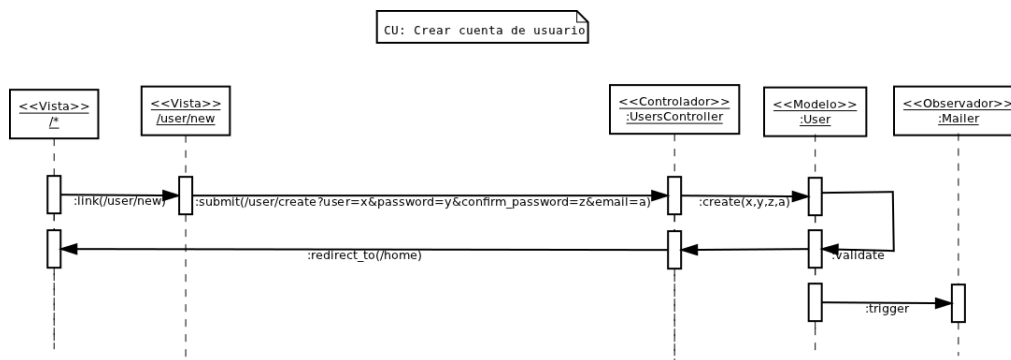 CU: Crear cuenta de usuario
<<Vista>>
/*
<<Vista>>
/user/new
<<Controlador>>
:UsersController
<<Modelo>>
:User
<<Observador>>
:Mailer
:link(/user/new)
:submit(/user/create?user=x&password=y&confirm_password=z&email=a)
:create(x,y,z,a)
:redirect_to(/home)
:validate
:trigger